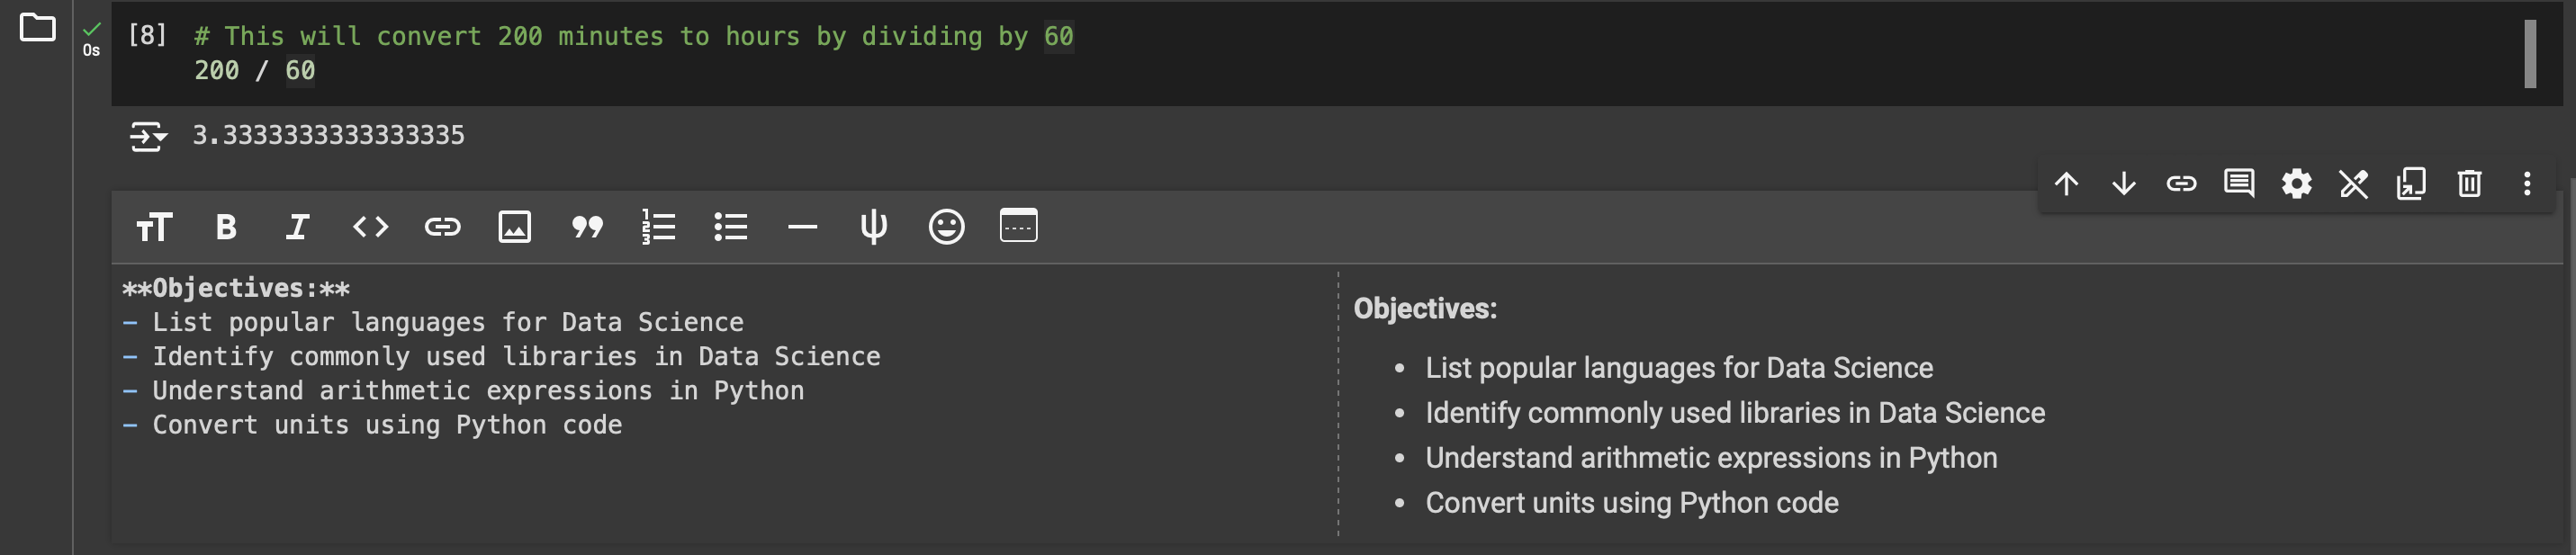 [8] # This will convert 200 minutes to hours by dividing by 60
0s
200 / 60
3.3333333333333335
**Objectives:**
- List popular languages for Data Science
- Identify commonly used libraries in Data Science
- Understand arithmetic expressions in Python
- Convert units using Python code
Objectives:
• List popular languages for Data Science
• Identify commonly used libraries in Data Science
• Understand arithmetic expressions in Python
• Convert units using Python code